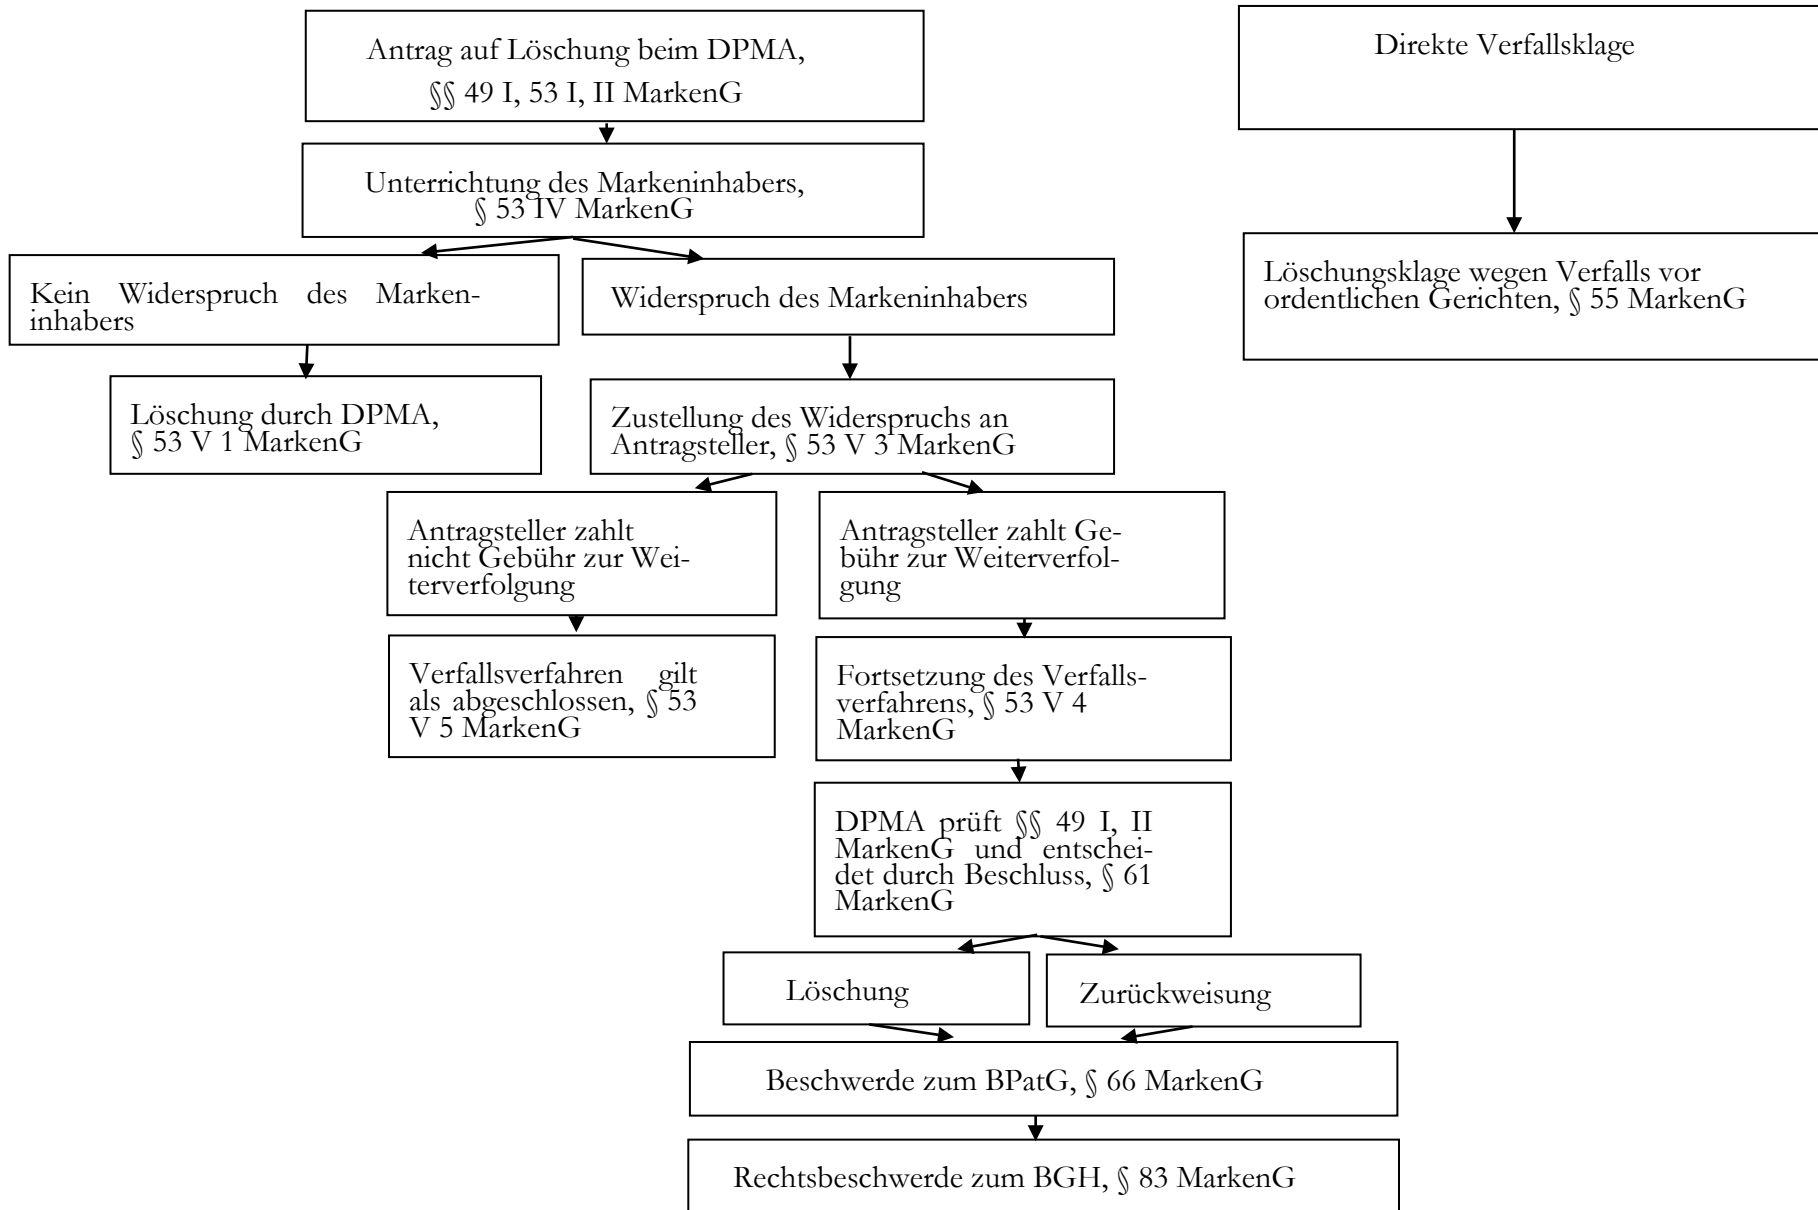 Antrag auf Löschung beim DPMA,
§§ 49 I, 53 I, II MarkenG
Direkte Verfallsklage
Unterrichtung des Markeninhabers,
§ 53 IV MarkenG
Kein Widerspruch des Marken-
inhabers
Widerspruch des Markeninhabers
Löschungsklage wegen Verfalls vor
ordentlichen Gerichten, § 55 MarkenG
Löschung durch DPMA,
§ 53 V 1 MarkenG
Zustellung des Widerspruchs an
Antragsteller, § 53 V 3 MarkenG
Antragsteller zahlt
nicht Gebühr zur Wei-
terverfolgung
Antragsteller zahlt Ge-
bühr zur Weiterverfol-
gung
Verfallsverfahren gilt
als abgeschlossen, § 53
V 5 MarkenG
Fortsetzung des Verfalls-
verfahrens, § 53 V 4
MarkenG
DPMA prüft §§ 49 I, II
MarkenG und entschei-
det durch Beschluss, § 61
MarkenG
Löschung
Zurückweisung
Beschwerde zum BPatG, § 66 MarkenG
Rechtsbeschwerde zum BGH, § 83 MarkenG